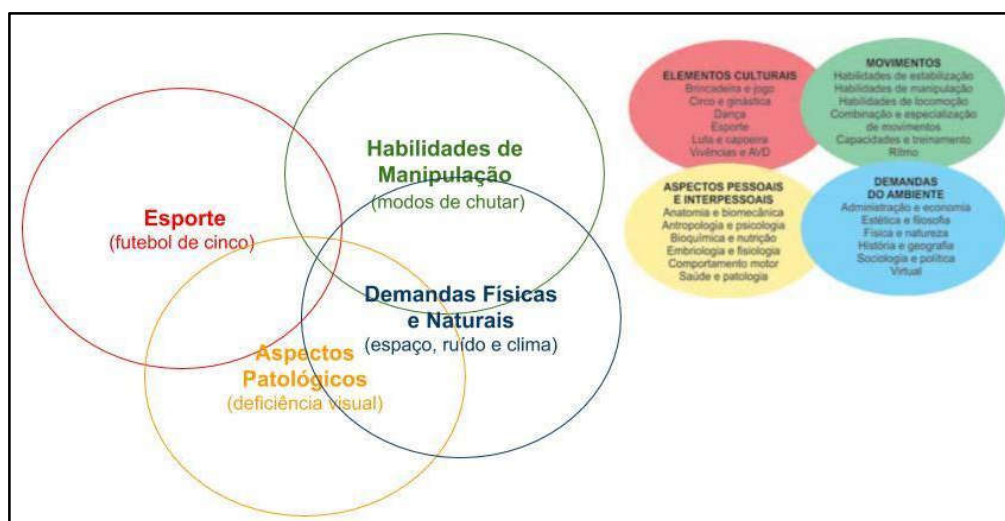 Esporte
(futebol de cinco)
Habilidades de
Manipulação
(modos de chutar)
Demandas Físicas
e Naturais
(espaço, ruído e clima)
Aspectos
Patológicos
(deficiência visual)
ELEMENTOS CULTURAIS
Brincadeira e jogo
Circo e ginástica
Dança
Esporte
Luta e capoeira
Vivências e AVD
MOVIMENTOS
Habilidades de estabilização
Habilidades de manipulação
Habilidades de locomoção
Combinação e especialização
de movimentos
Capacidades e treinamento
Ritmo
ASPECTOS PESSOAIS
E INTERPESSOAIS
Anatomia e biomecânica
Antropologia e psicologia
Bioquímica e nutrição
Embriologia e fisiologia
Comportamento motor
Saúde e patologia
DEMANDAS
DO AMBIENTE
Administração e economia
Estética e filosofia
Física e natureza
História e geografia
Sociologia e política
Virtual